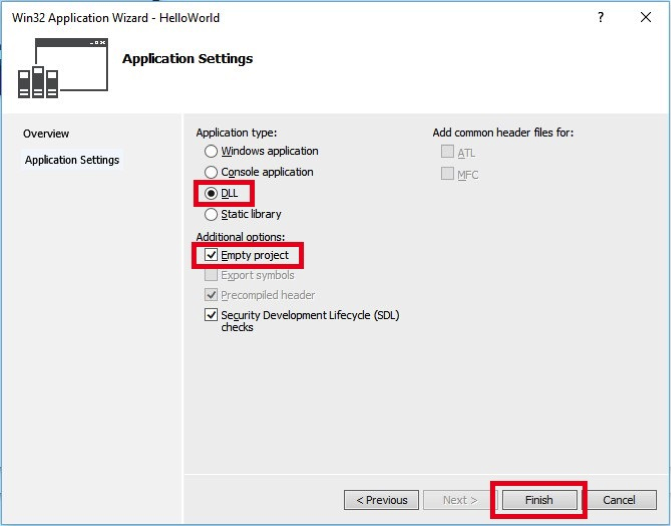 Win32 Application Wizard - HelloWorld
Application Settings
Overview
Application Settings
Application type:
Windows application
Console application
DLL
Static library
Additional options:
Empty project
Export symbols
Precompiled header
Security Development Lifecycle (SDL)
checks
Add common header files for:
ATL
MFC
< Previous
Next >
Finish
Cancel